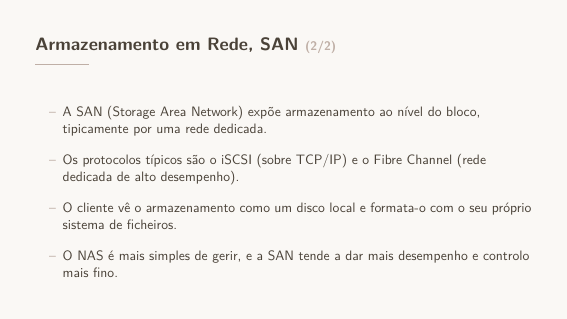 Armazenamento em Rede, SAN (2/2)
– A SAN (Storage Area Network) expõe armazenamento ao nível do bloco,
tipicamente por uma rede dedicada.
– Os protocolos típicos são o iSCSI (sobre TCP/IP) e o Fibre Channel (rede
dedicada de alto desempenho).
– O cliente vê o armazenamento como um disco local e formata-o com o seu próprio
sistema de ficheiros.
– O NAS é mais simples de gerir, e a SAN tende a dar mais desempenho e controlo
mais fino.